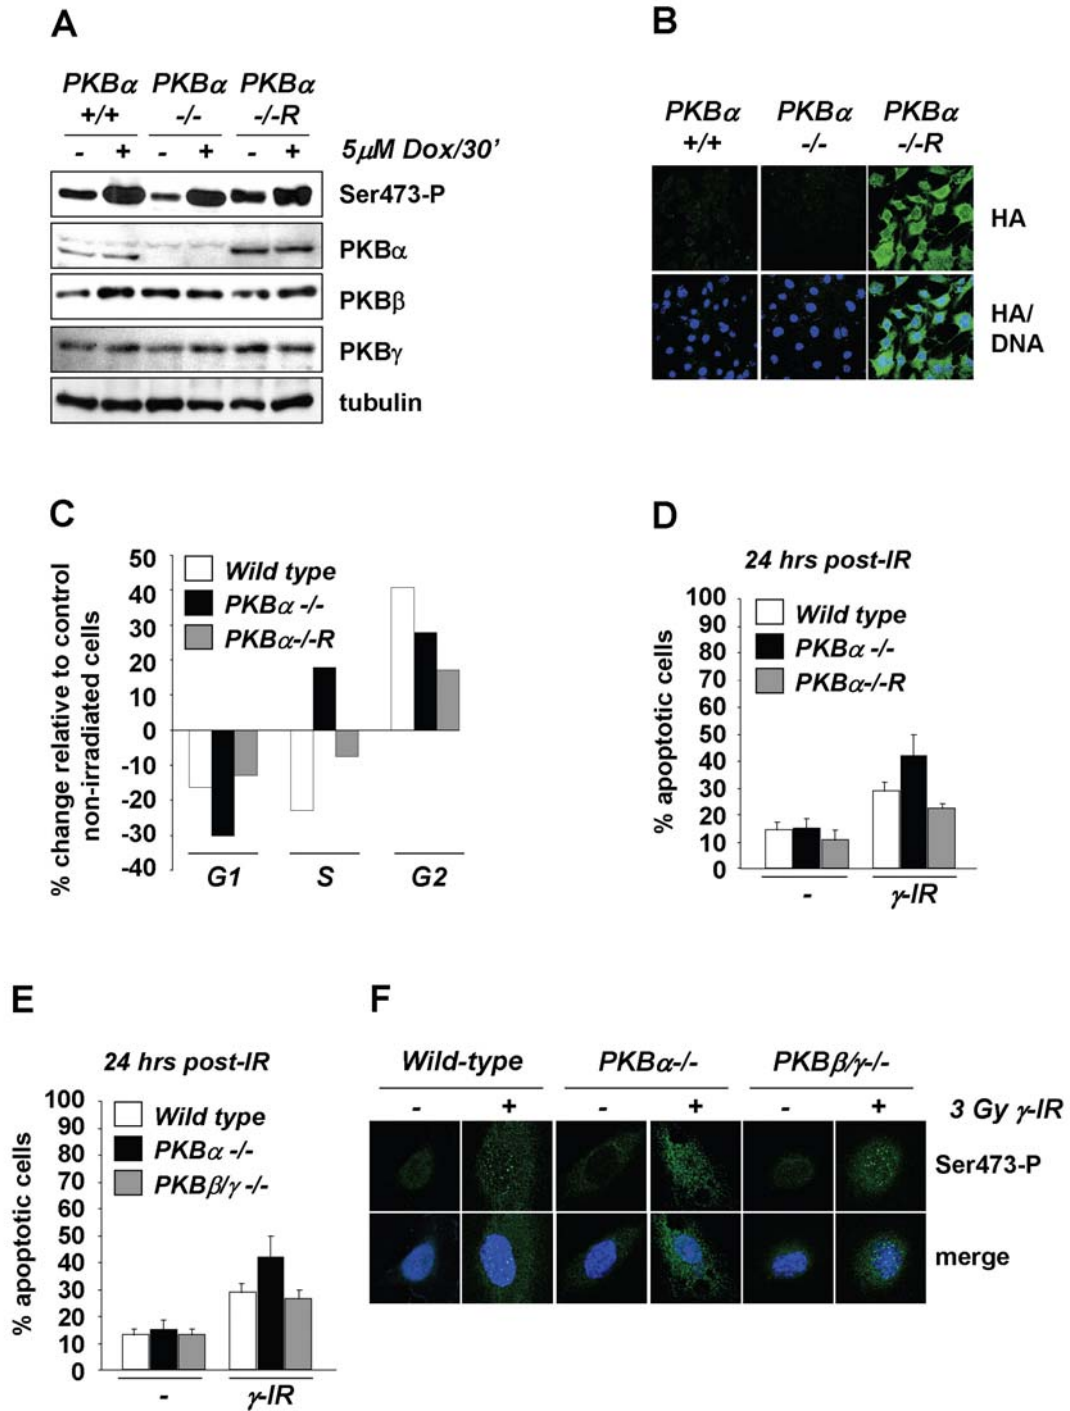 A
PKBα PKBα PKBα
+/+ -/- -/-R
- + - + - + 5μM Dox/30’
Ser473-P
PKBα
PKBβ
PKBγ
tubulin
B
PKBα PKBα PKBα
+/+ -/- -/-R
HA
HA/
DNA
C
% change relative to control
non-irradiated cells
50
40
30
20
10
0
-10
-20
-30
-40
Wild type
PKBα -/-
PKBα-/-R
G1 S G2
D
24 hrs post-IR
% apoptotic cells
100
90
80
70
60
50
40
30
20
10
0
Wild type
PKBα -/-
PKBα-/-R
- γ-IR
E
24 hrs post-IR
% apoptotic cells
100
90
80
70
60
50
40
30
20
10
0
Wild type
PKBα -/-
PKBβ/γ -/-
- γ-IR
F
Wild-type PKBα-/- PKBβ/γ-/-
- + - + - + 3 Gy γ-IR
Ser473-P
merge